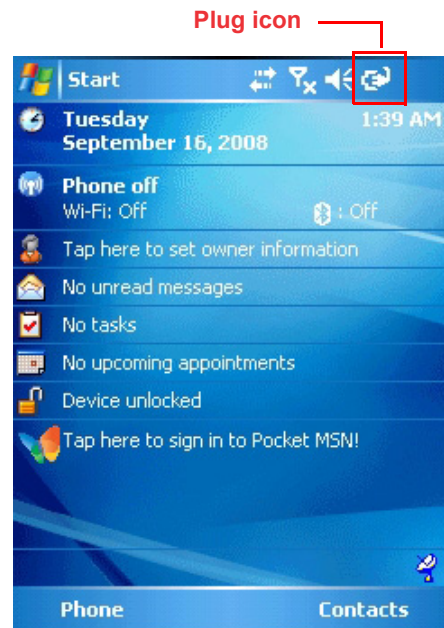 Plug icon
Start
Tuesday 1:39 AM
September 16, 2008
Phone off
Wi-Fi: Off : Off
Tap here to set owner information
No unread messages
No tasks
No upcoming appointments
Device unlocked
Tap here to sign in to Pocket MSN!
Phone Contacts